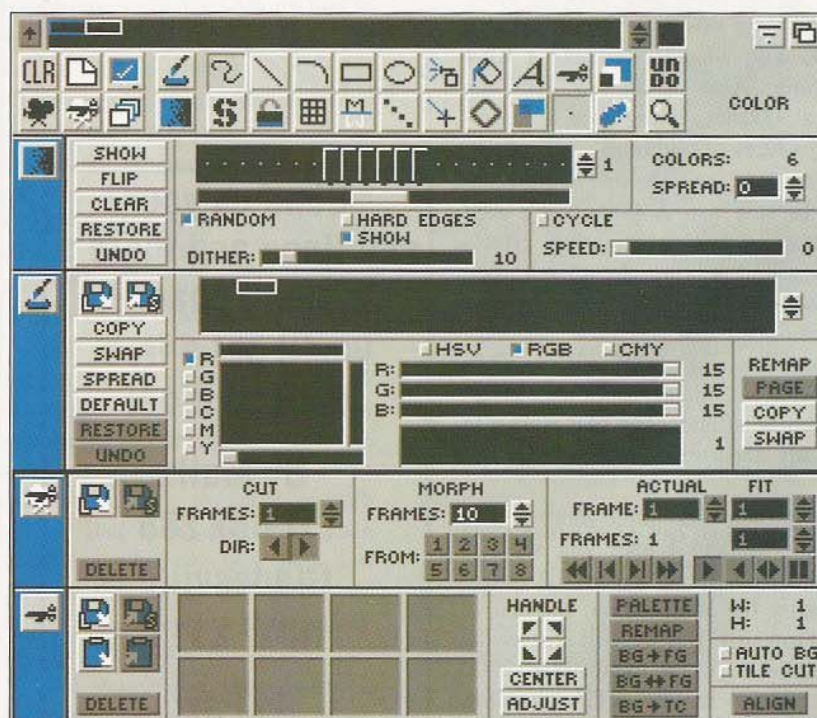 CLR UNDO
COLOR
SHOW
FLIP
CLEAR
RESTORE
UNDO
1
COLORS: 6
SPREAD: 0
RANDOM HARD EDGES
SHOW
DITHER: 10
CYCLE
SPEED: 0
COPY
SWAP
SPREAD
DEFAULT
RESTORE
UNDO
R
G
B
C
M
Y
HSV RGB CMY
R: 15
G: 15
B: 15
1
REMAP
PAGE
COPY
SWAP
DELETE
CUT
FRAMES: 1
DIR:
MORPH
FRAMES: 10
FROM: 1 2 3 4
5 6 7 8
ACTUAL FIT
FRAME: 1 1
FRAMES: 1 1
DELETE
HANDLE
CENTER
ADJUST
PALETTE
REMAP
BG→FG
BG↔FG
BG→TC
W: 1
H: 1
AUTO BG
TILE CUT
ALIGN